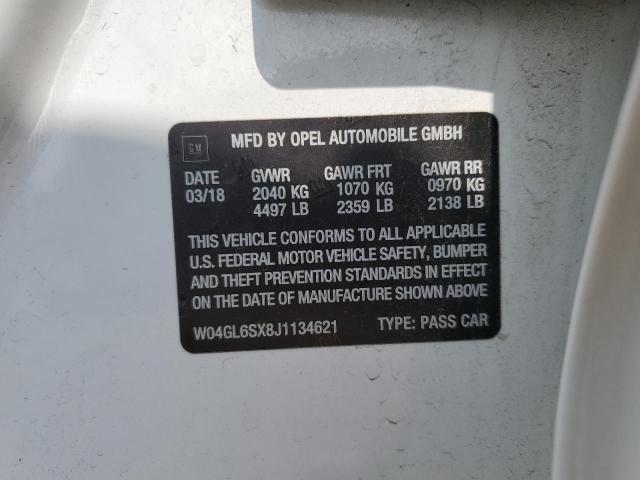 GM
MFD BY OPEL AUTOMOBILE GMBH
DATE GVWR GAWR FRT GAWR RR
03/18 2040 KG 1070 KG 0970 KG
4497 LB 2359 LB 2138 LB
THIS VEHICLE CONFORMS TO ALL APPLICABLE
U.S. FEDERAL MOTOR VEHICLE SAFETY, BUMPER
AND THEFT PREVENTION STANDARDS IN EFFECT
ON THE DATE OF MANUFACTURE SHOWN ABOVE
W04GL6SX8J1134621 TYPE: PASS CAR